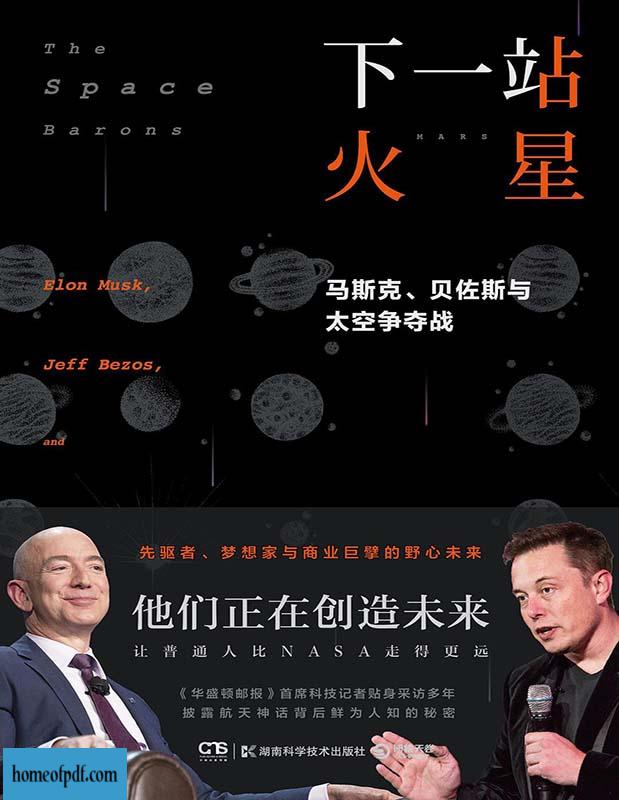 The
Space
Barons
下一站
火 MARS 星
Elon Musk,
马斯克、贝佐斯与
太空争夺战
Jeff Bezos,
and
先驱者、梦想家与商业巨擘的野心未来
他们正在创造未来
让普通人比NASA走得更远
《华盛顿邮报》首席科技记者贴身采访多年
披露航天神话背后鲜为人知的秘密
湖南科学技术出版社
homeofpdf.com